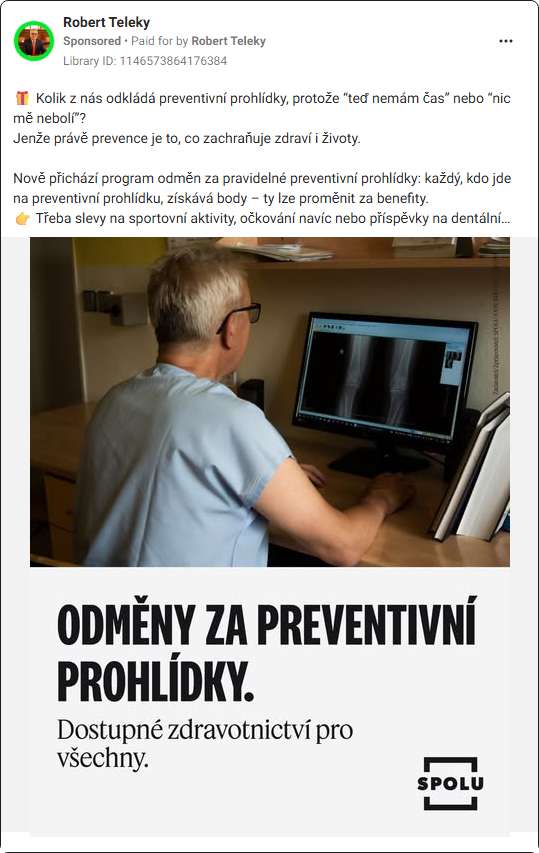 Robert Teleky
Sponsored • Paid for by Robert Teleky
Library ID: 1146573864176384
🎁 Kolik z nás odkládá preventivní prohlídky, protože “teď nemám čas” nebo “nic
mě nebolí”?
Jenže právě prevence je to, co zachraňuje zdraví i životy.
Nově přichází program odměn za pravidelné preventivní prohlídky: každý, kdo jde
na preventivní prohlídku, získává body – ty lze proměnit za benefity.
👉 Třeba slevy na sportovní aktivity, očkování navíc nebo příspěvky na dentální...
ODMĚNY ZA PREVENTIVNÍ
PROHLÍDKY.
Dostupné zdravotnictví pro
všechny.
SPOLU